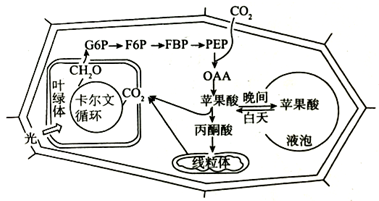 CO₂
G6P→F6P→FBP→PEP
CH₂O
OAA
叶绿体
卡尔文
循环
CO₂
苹果酸
晚间
白天
苹果酸
液泡
光
丙酮酸
线粒体